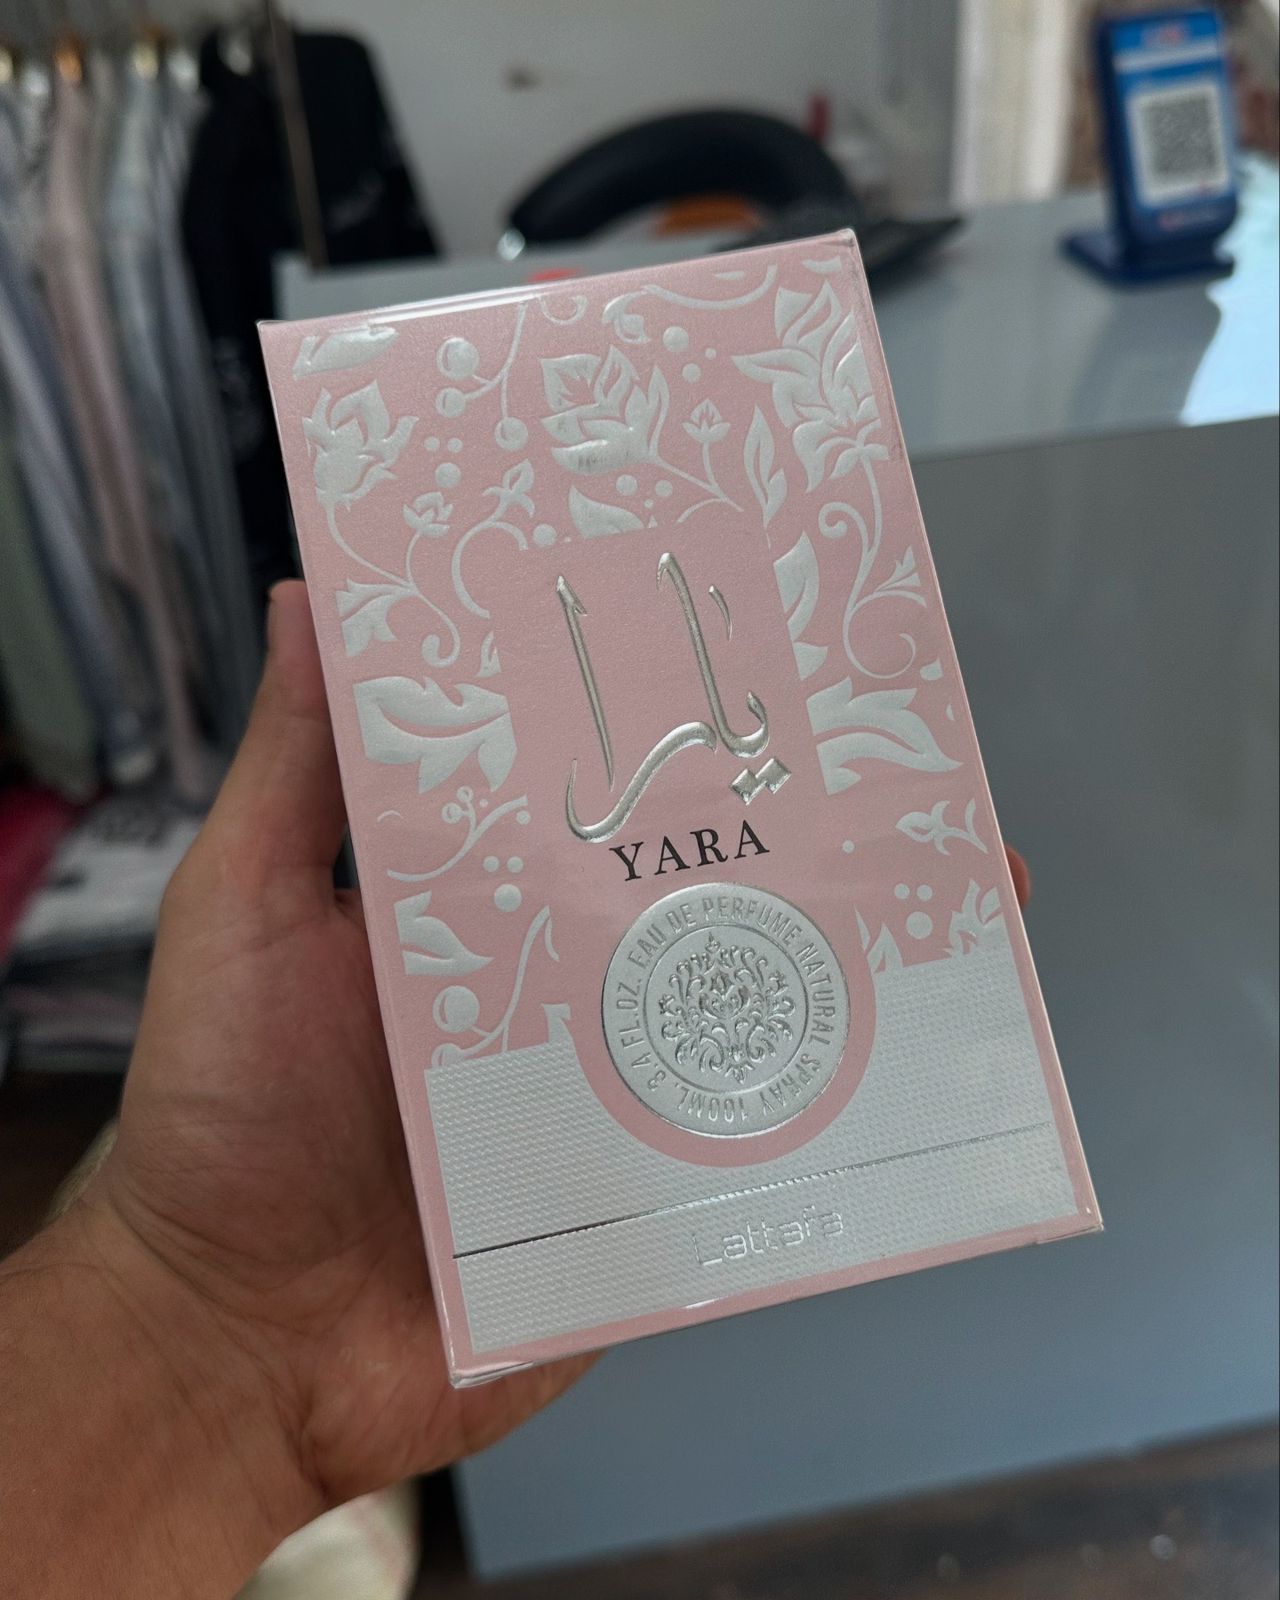 يارا
YARA
EAU DE PERFUME NATURAL SPRAY 100ML. 3.4 FL.OZ.
Lattafa